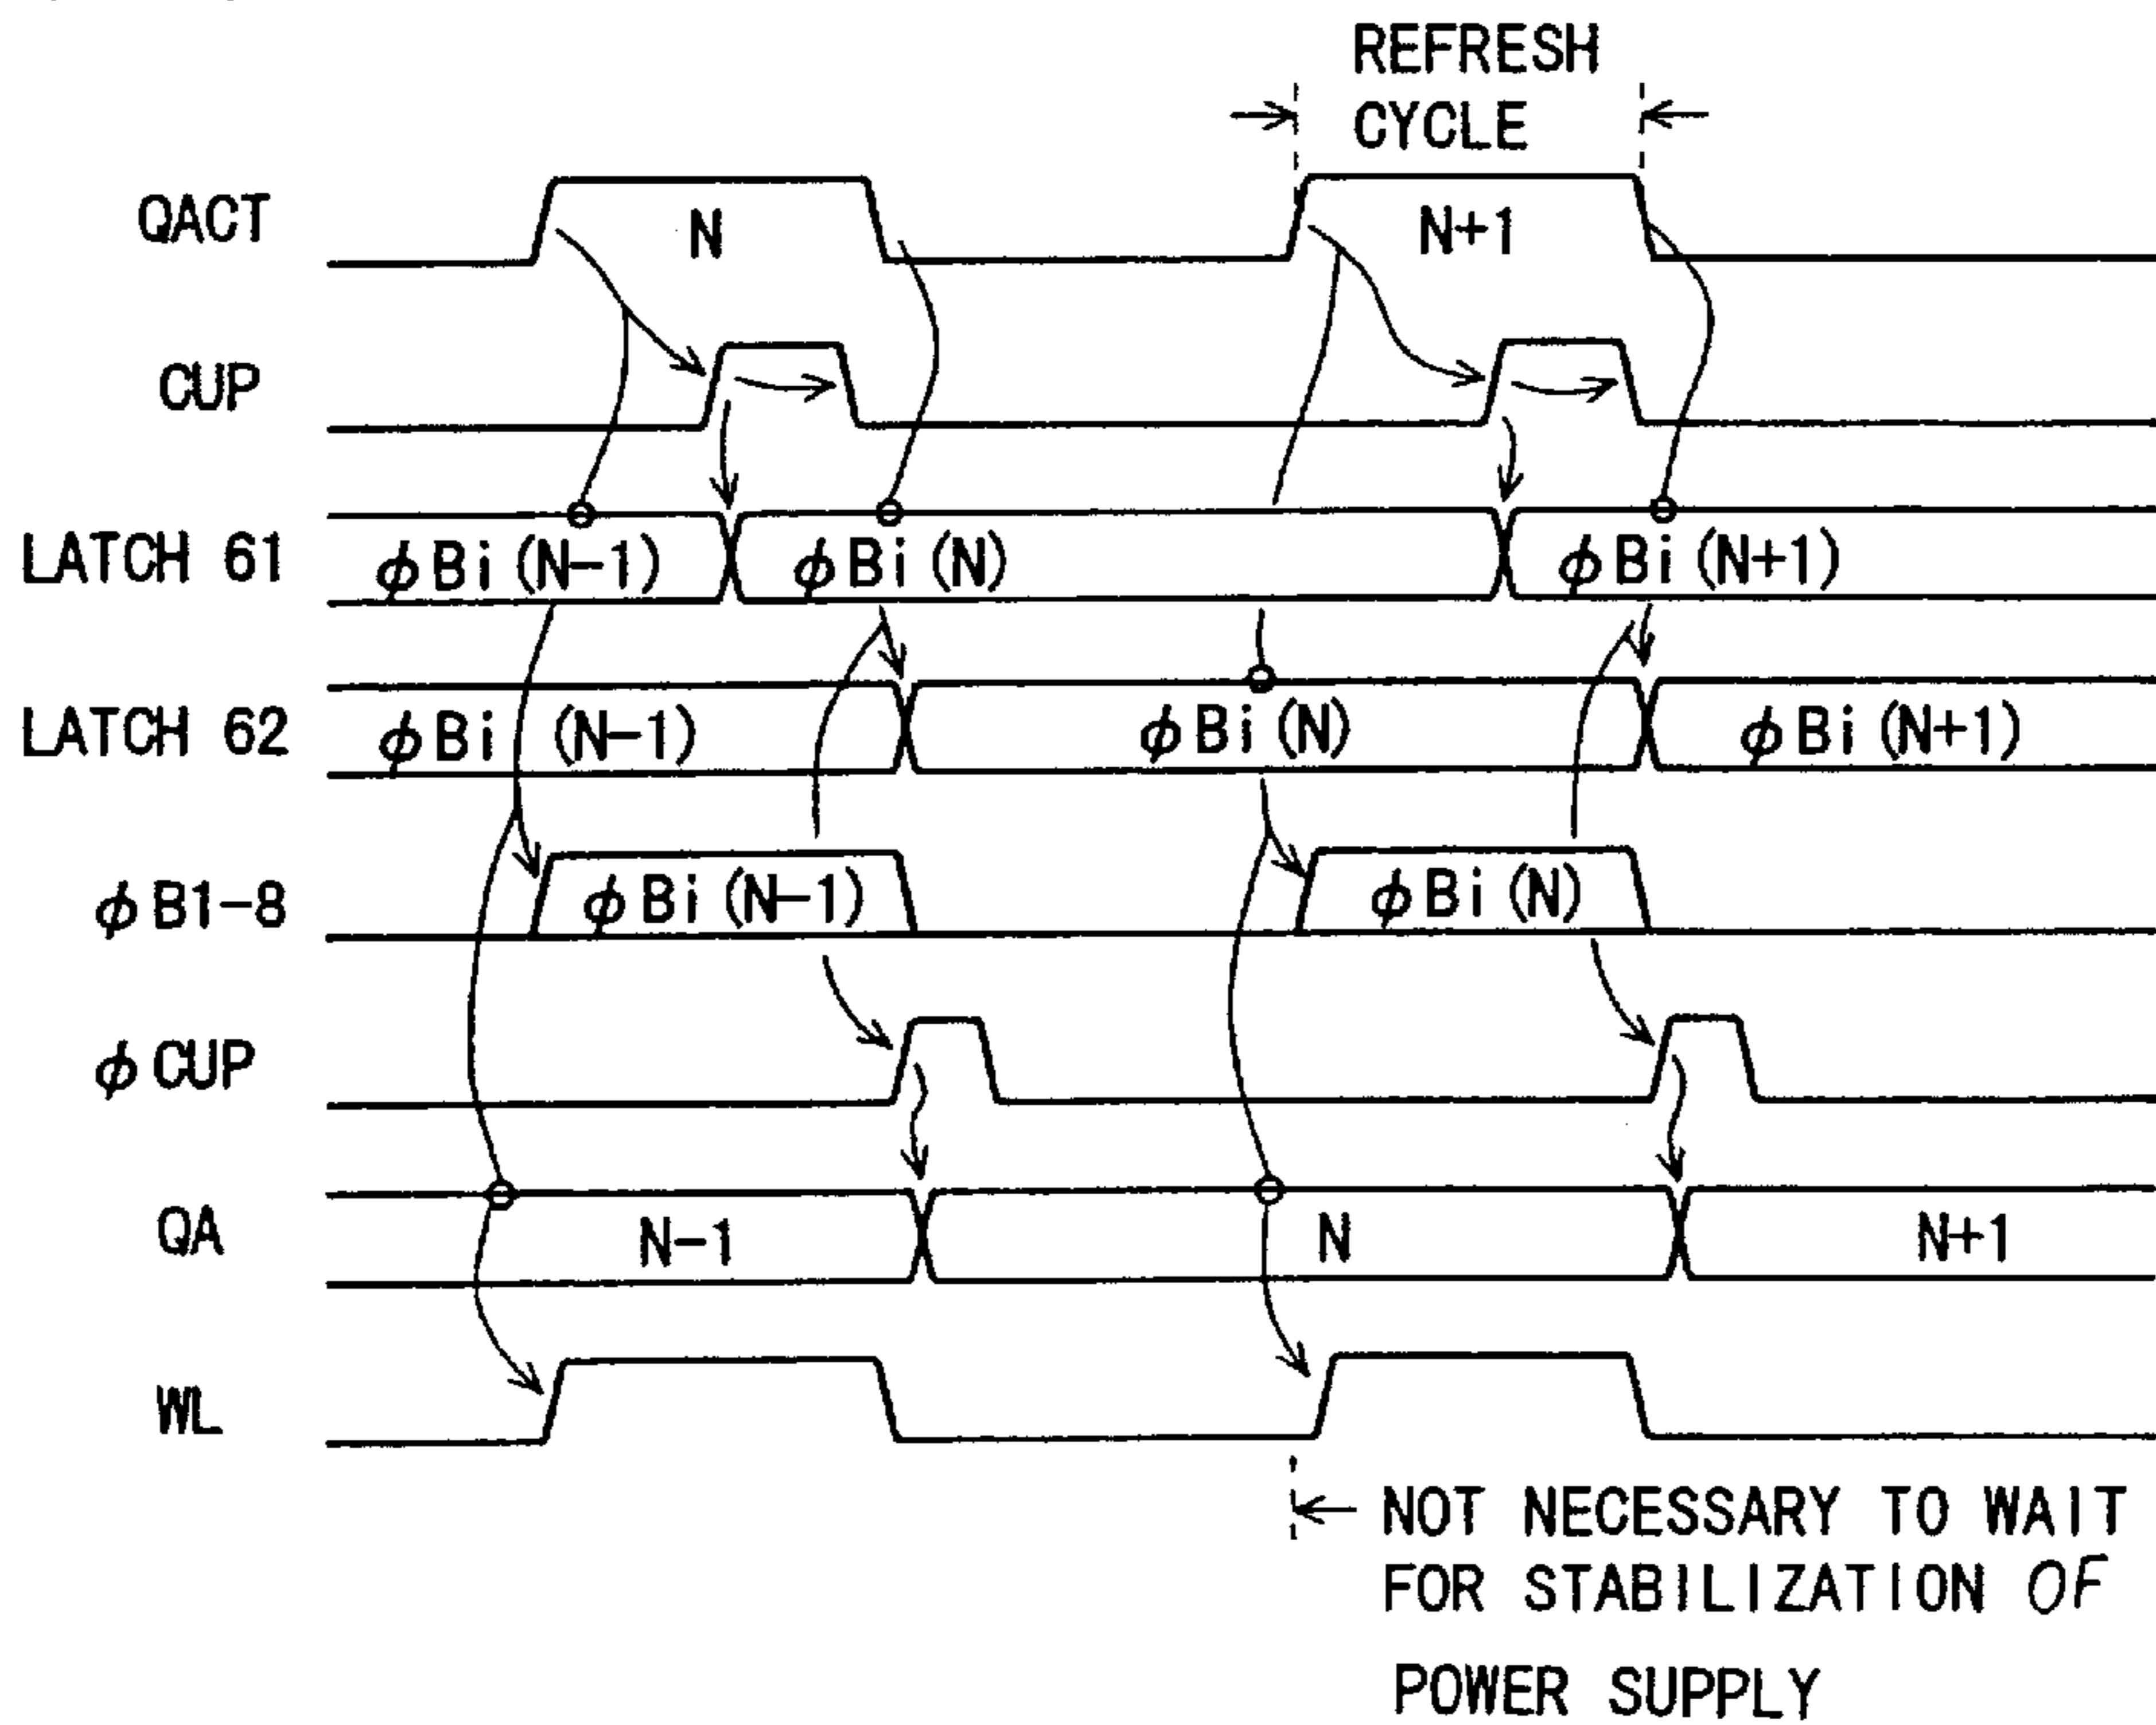 REFRESH
CYCLE
QACT N N+1
CUP
LATCH 61 φBi(N-1) φBi(N) φBi(N+1)
LATCH 62 φBi (N-1) φBi(N) φBi(N+1)
φB1-8 φBi(N-1) φBi(N)
φCUP
QA N-1 N N+1
WL
NOT NECESSARY TO WAIT
FOR STABILIZATION OF
POWER SUPPLY